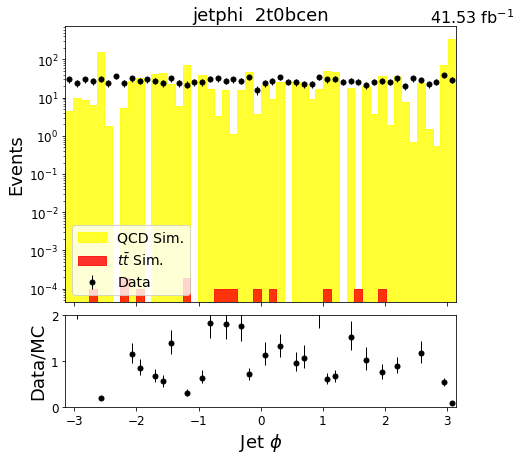 jetphi 2t0bcen
41.53 fb⁻¹
Events
10²
10¹
10⁰
10⁻¹
10⁻²
10⁻³
10⁻⁴
QCD Sim.
tt̄ Sim.
Data
Data/MC
2
1
0
−3 −2 −1 0 1 2 3
Jet ϕ